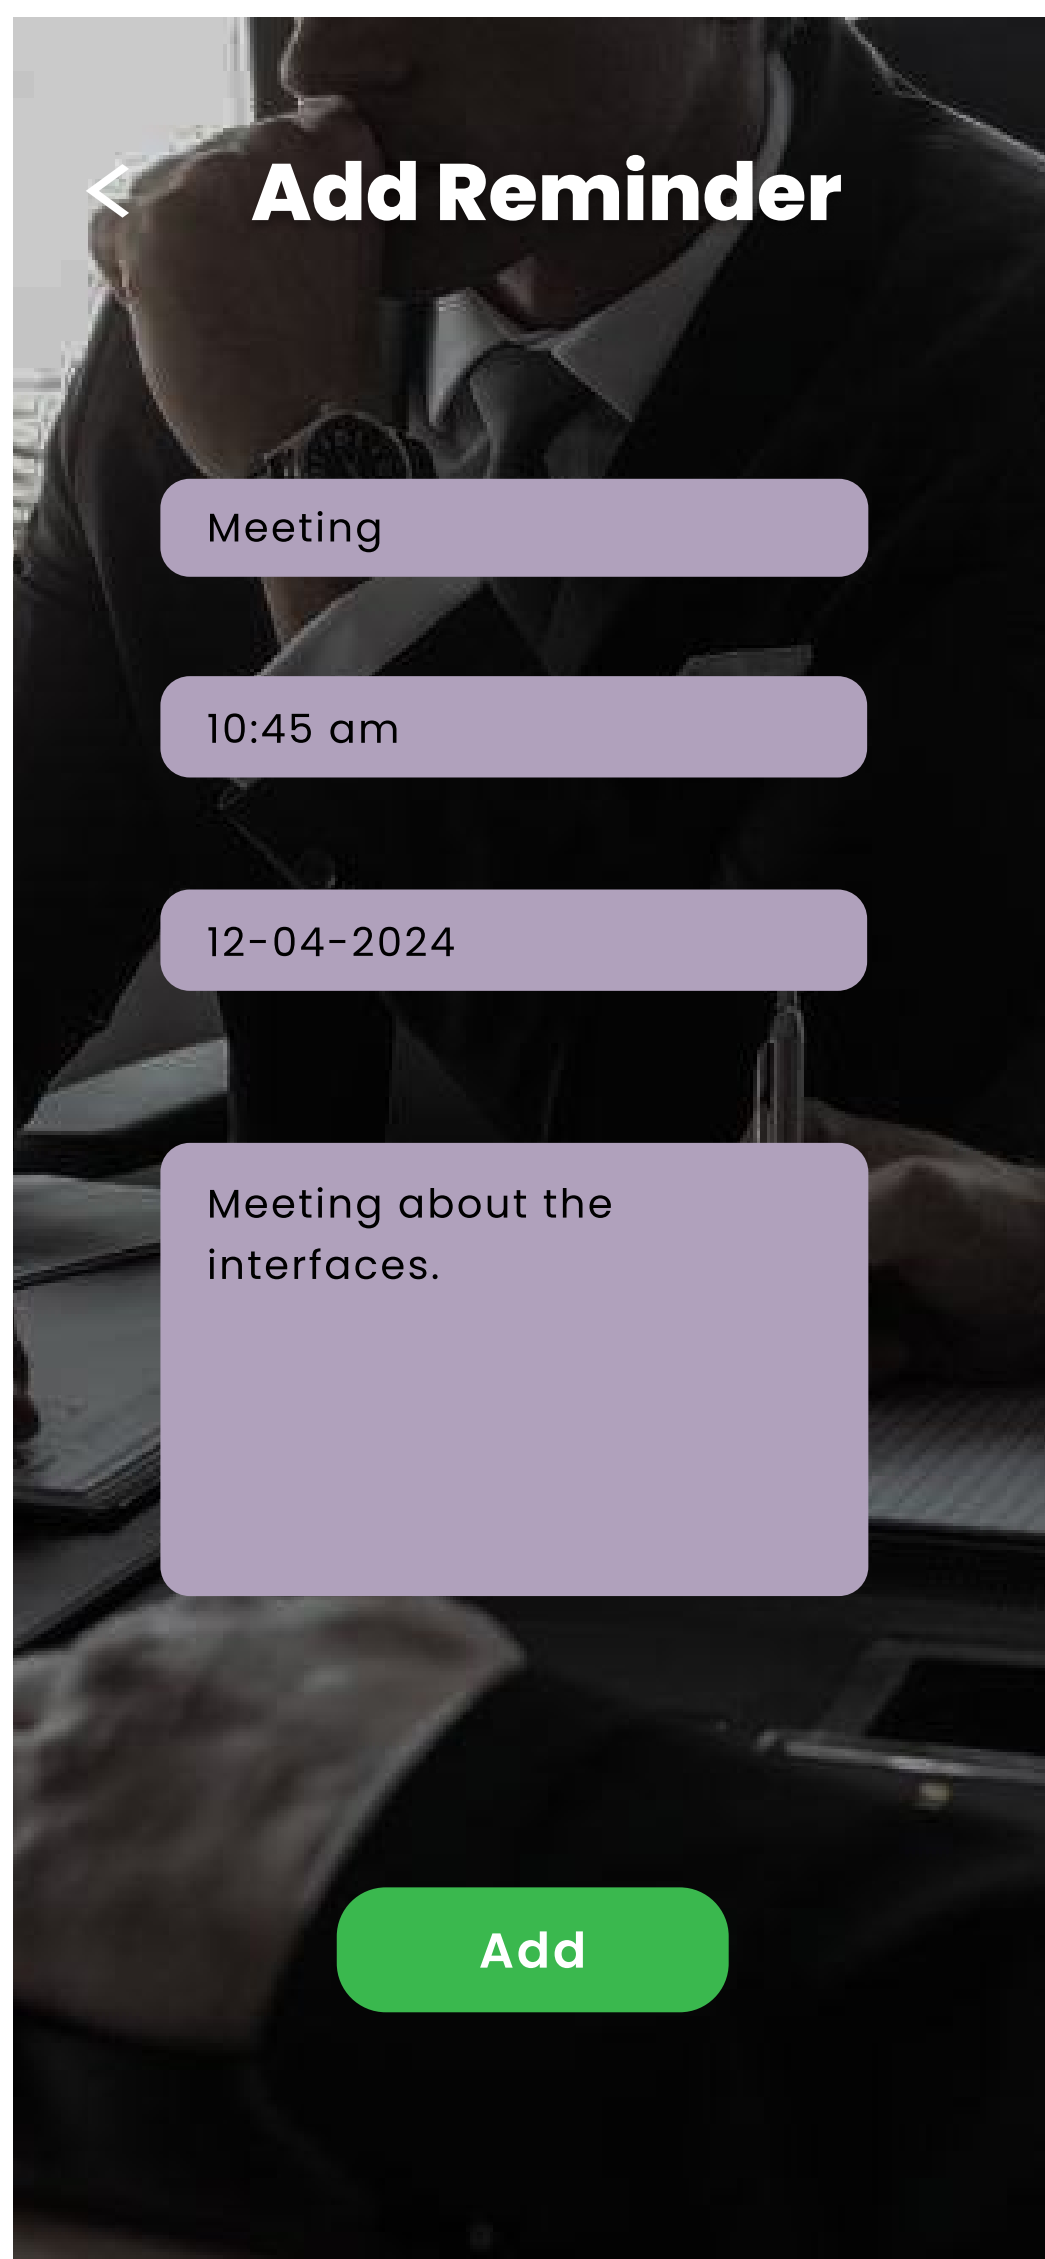 < Add Reminder
Meeting
10:45 am
12-04-2024
Meeting about the
interfaces.
Add